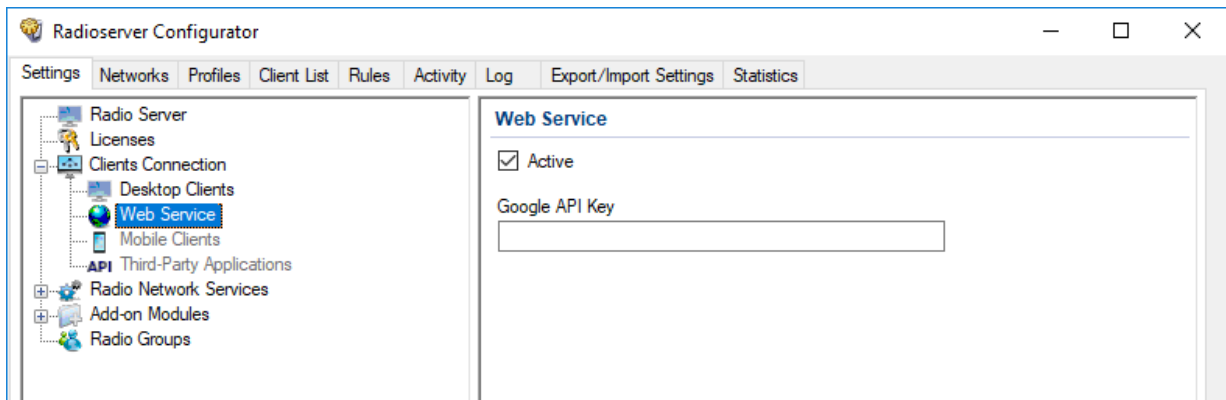 Radioserver Configurator
Settings Networks Profiles Client List Rules Activity Log Export/Import Settings Statistics
Radio Server
Licenses
Clients Connection
Desktop Clients
Web Service
Mobile Clients
API Third-Party Applications
Radio Network Services
Add-on Modules
Radio Groups
Web Service
Active
Google API Key